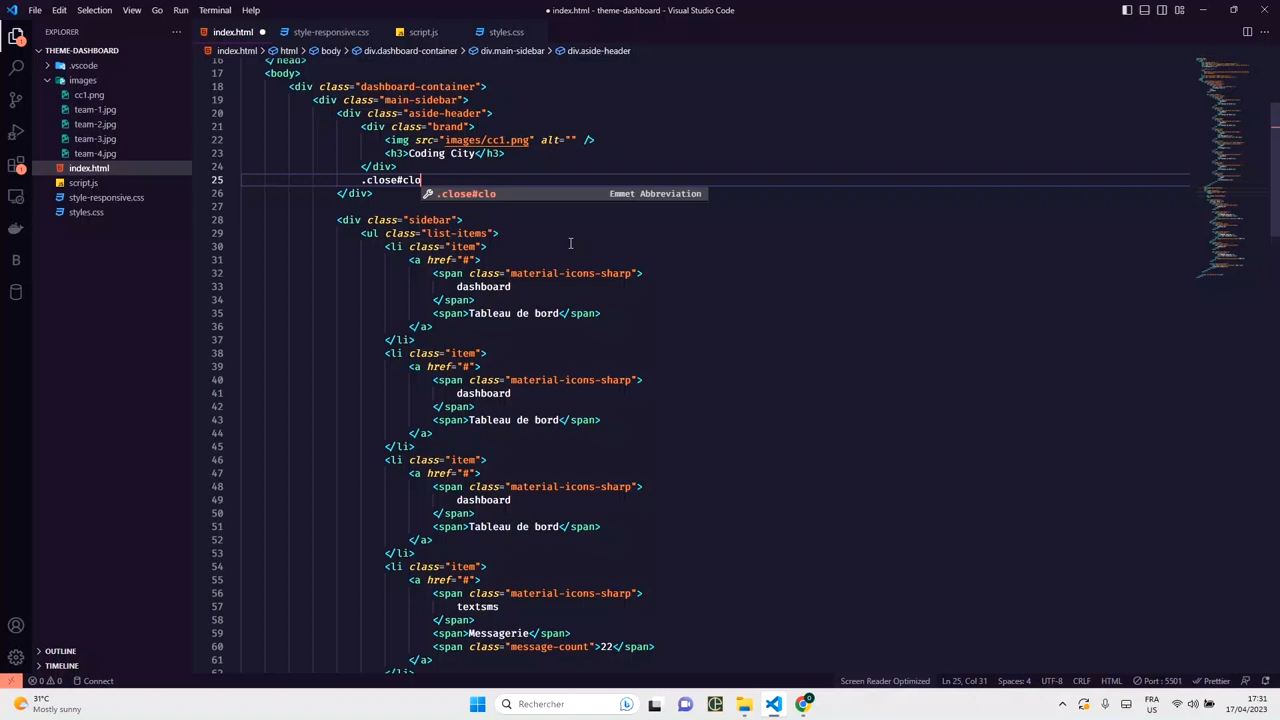 File Edit Selection View Go Run Terminal Help
● index.html - theme-dashboard - Visual Studio Code
EXPLORER
THEME-DASHBOARD
.vscode
images
cc1.png
team-1.jpg
team-2.jpg
team-3.jpg
team-4.jpg
index.html
script.js
style-responsive.css
styles.css
OUTLINE
TIMELINE
index.html ● style-responsive.css script.js styles.css
index.html > html > body > div.dashboard-container > div.main-sidebar > div.aside-header
16 </head>
17 <body>
18 <div class="dashboard-container">
19 <div class="main-sidebar">
20 <div class="aside-header">
21 <div class="brand">
22 <img src="images/cc1.png" alt="" />
23 <h3>Coding City</h3>
24 </div>
25 .close#clo
.close#clo Emmet Abbreviation
26 </div>
27
28 <div class="sidebar">
29 <ul class="list-items">
30 <li class="item">
31 <a href="#">
32 <span class="material-icons-sharp">
33 dashboard
34 </span>
35 <span>Tableau de bord</span>
36 </a>
37 </li>
38 <li class="item">
39 <a href="#">
40 <span class="material-icons-sharp">
41 dashboard
42 </span>
43 <span>Tableau de bord</span>
44 </a>
45 </li>
46 <li class="item">
47 <a href="#">
48 <span class="material-icons-sharp">
49 dashboard
50 </span>
51 <span>Tableau de bord</span>
52 </a>
53 </li>
54 <li class="item">
55 <a href="#">
56 <span class="material-icons-sharp">
57 textsms
58 </span>
59 <span>Messagerie</span>
60 <span class="message-count">22</span>
61 </a>
62 </li>
0 0 Connect
Screen Reader Optimized Ln 25, Col 31 Spaces: 4 UTF-8 CRLF HTML Port : 5501 Prettier
31°C
Mostly sunny
Rechercher
FRA
US
17:31
17/04/2023